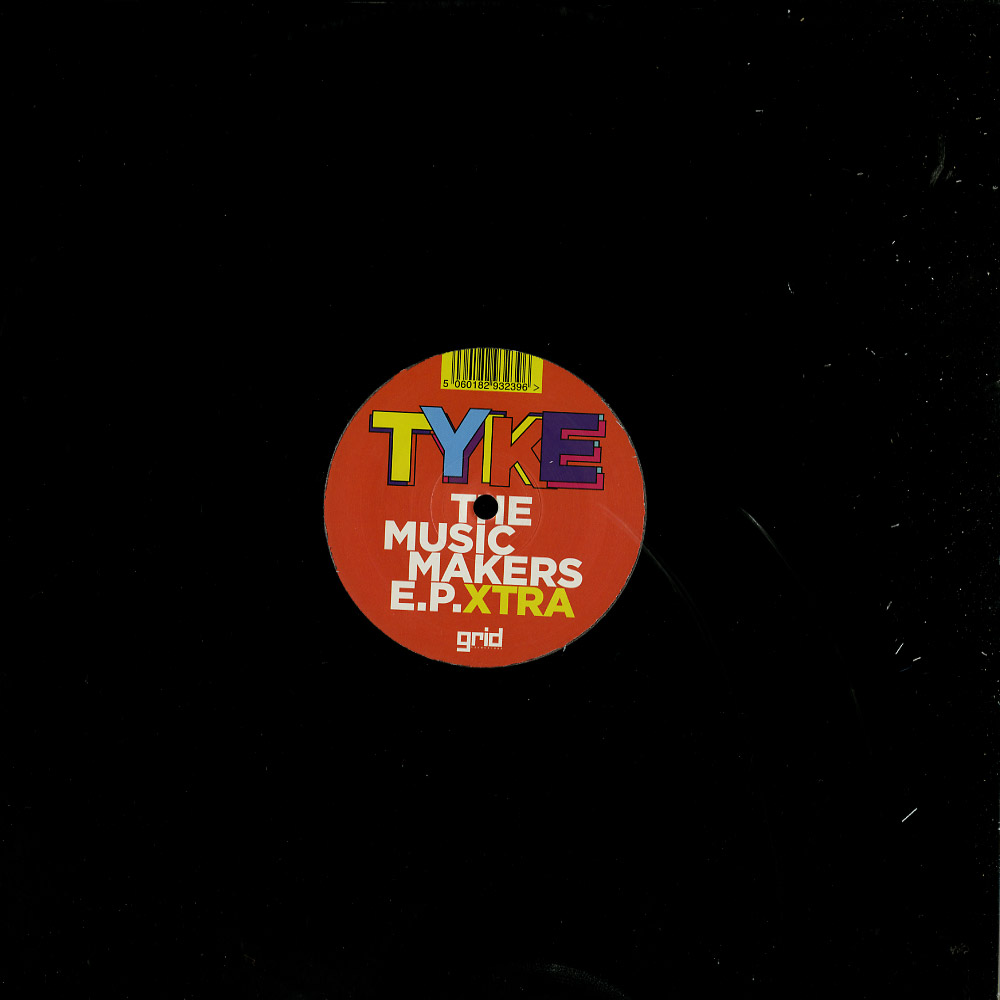 5 060182 932396 >
TYKE
THE
MUSIC
MAKERS
E.P.XTRA
grid